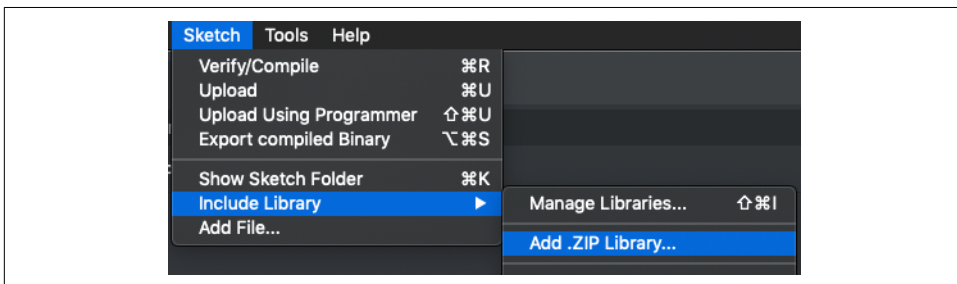 Sketch Tools Help
Verify/Compile ⌘R
Upload ⌘U
Upload Using Programmer ⇧⌘U
Export compiled Binary ⌥⌘S
Show Sketch Folder ⌘K
Include Library ▶
Add File...
Manage Libraries... ⇧⌘I
Add .ZIP Library...